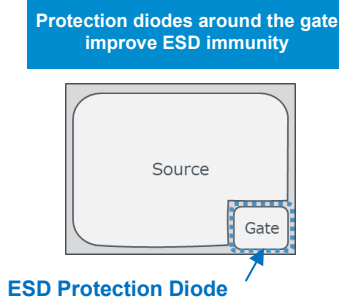 Protection diodes around the gate
improve ESD immunity
Source
Gate
ESD Protection Diode